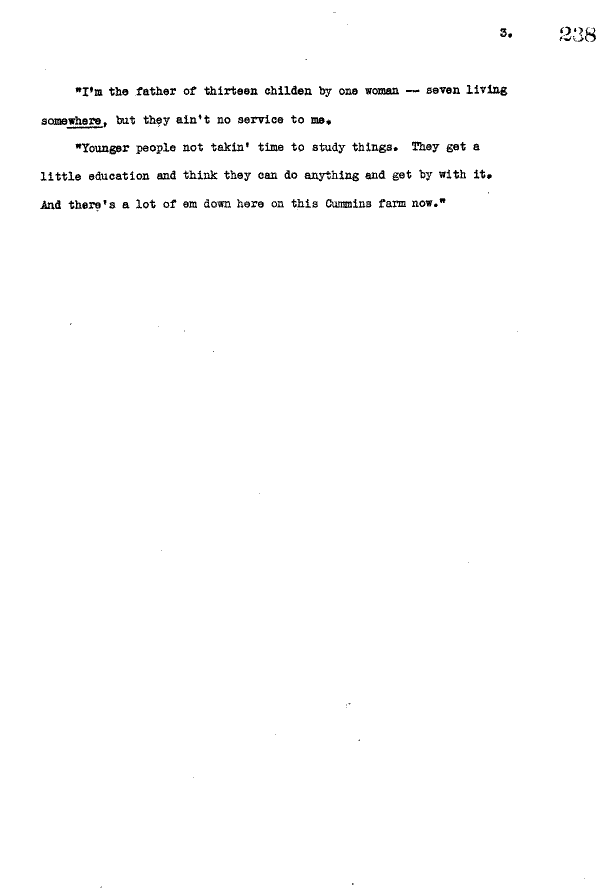 3. 238
"I'm the father of thirteen childen by one woman -- seven living
somewhere, but they ain't no service to me.
"Younger people not takin' time to study things. They get a
little education and think they can do anything and get by with it.
And there's a lot of em down here on this Cummins farm now."